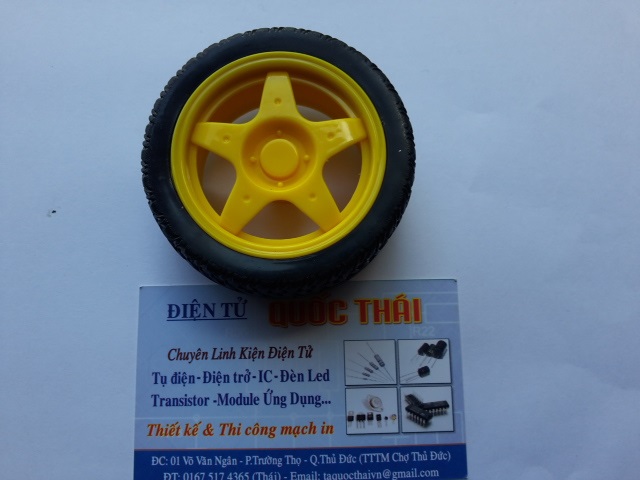 ĐIỆN TỬ QUỐC THÁI
Chuyên Linh Kiện Điện Tử
Tụ điện - Điện trở - IC - Đèn Led
Transistor - Module Ứng Dụng...
Thiết kế & Thi công mạch in
ĐC: 01 Võ Văn Ngân - P.Trường Thọ - Q.Thủ Đức (TTTM Chợ Thủ Đức)
ĐT: 0167 517 4365 (Thái) - Email: taquocthaivn@gmail.com